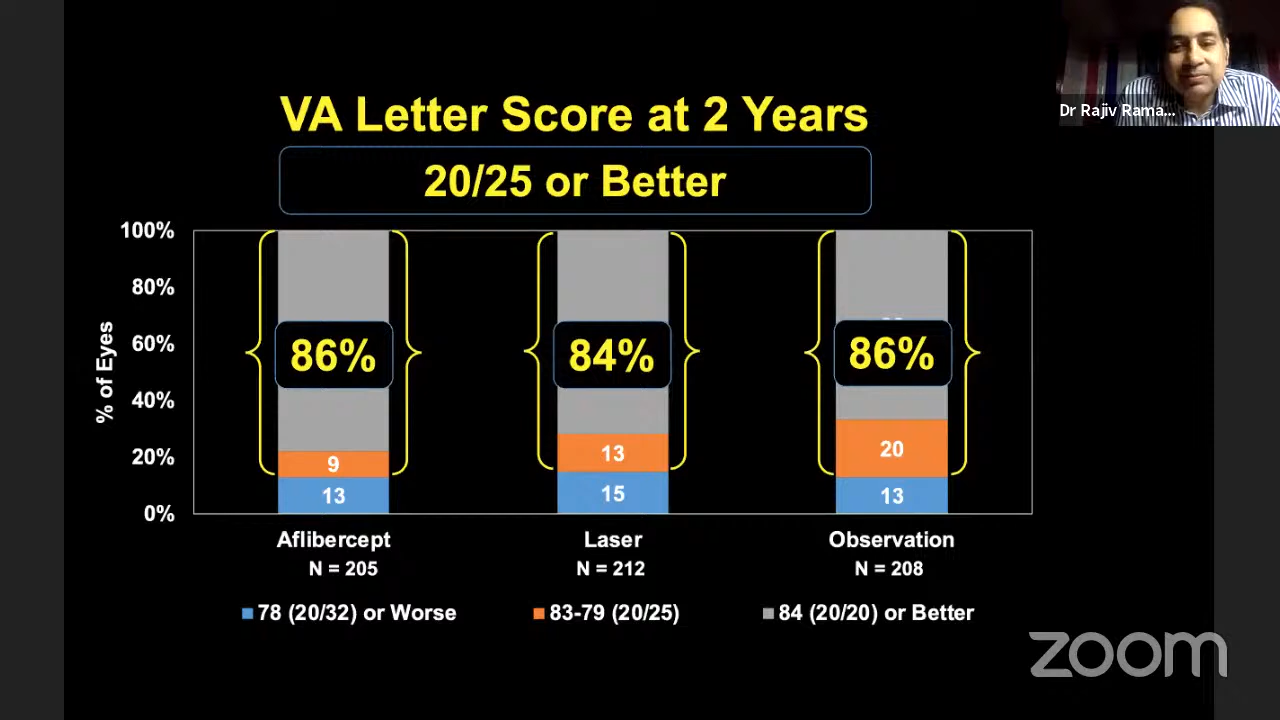 Dr Rajiv Rama...
VA Letter Score at 2 Years
20/25 or Better
% of Eyes
100%
80%
60%
40%
20%
0%
86%
84%
86%
9
13
20
13
15
13
Aflibercept
Laser
Observation
N = 205
N = 212
N = 208
78 (20/32) or Worse
83-79 (20/25)
84 (20/20) or Better
zoom